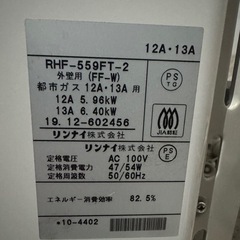 12A・13A
RHF-559FT-2
外壁用 (FF-W)
都市ガス 12A・13A 用
12A 5.96kW
13A 6.40kW
19.12-602456
リンナイ株式会社
PS
TG
JIA認証
リンナイ株式会社
定格電圧 AC 100V
定格消費電力 47/54W
定格周波数 50/60Hz
PS
E
エネルギー消費効率 82.5%
*10-4402